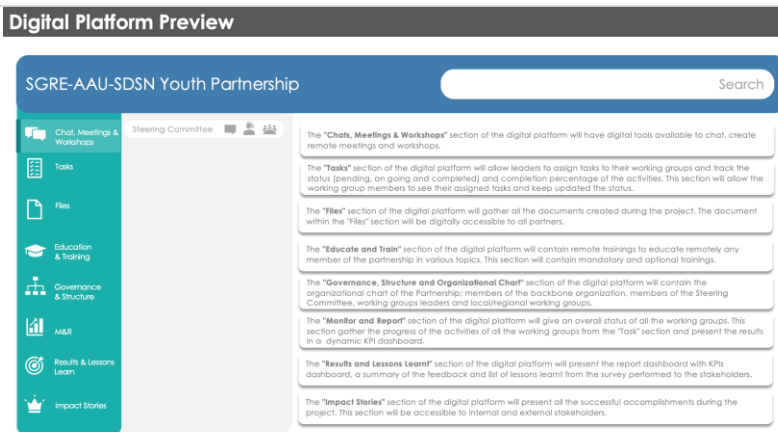 Digital Platform Preview
SGRE-AAU-SDSN Youth Partnership
Search
Chat, Meetings &
Workshops
Tasks
Files
Education
& Training
Governance
& Structure
M&R
Results & Lessons
Learn
Impact Stories
Steering Committee
The "Chats, Meetings & Workshops" section of the digital platform will have digital tools available to chat, create
remote meetings and workshops.
The "Tasks" section of the digital platform will allow leaders to assign tasks to their working groups and track the
status (pending, on going and completed) and completion percentage of the activities. This section will allow the
working group members to see their assigned tasks and keep updated the status.
The "Files" section of the digital platform will gather all the documents created during the project. The document
within the "Files" section will be digitally accessible to all partners.
The "Educate and Train" section of the digital platform will contain remote trainings to educate remotely any
member of the partnership in various topics. This section will contain mandatory and optional trainings.
The "Governance, Structure and Organizational Chart" section of the digital platform will contain the
organizational chart of the Partnership; members of the backbone organization, members of the Steering
Committee, working groups leaders and local/regional working groups.
The "Monitor and Report" section of the digital platform will give an overall status of all the working groups. This
section gather the progress of the activities of all the working groups from the "Task" section and present the results
in a dynamic KPI dashboard.
The "Results and Lessons Learnt" section of the digital platform will present the report dashboard with KPIs
dashboard, a summary of the feedback and list of lessons learnt from the survey performed to the stakeholders.
The "Impact Stories" section of the digital platform will present all the successful accomplishments during the
project. This section will be accessible to internal and external stakeholders.